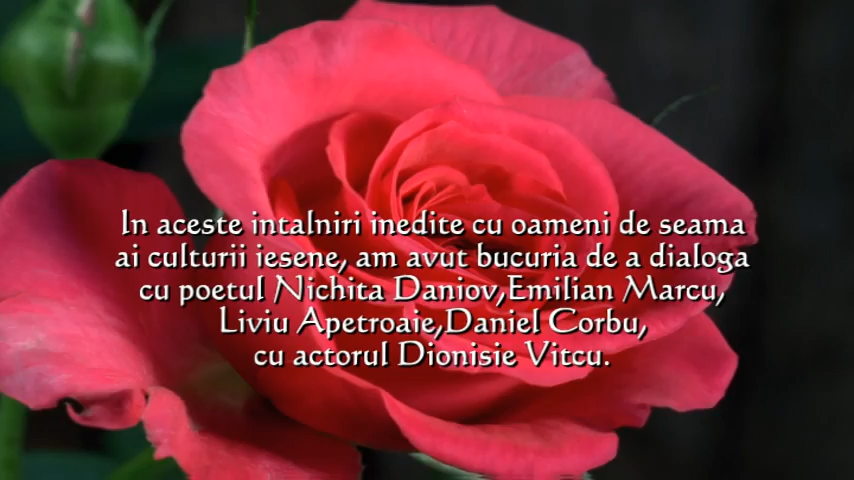 In aceste intalniri inedite cu oameni de seama
ai culturii iesene, am avut bucuria de a dialoga
cu poetul Nichita Daniov,Emilian Marcu,
Liviu Apetroaie,Daniel Corbu,
cu actorul Dionisie Vitcu.